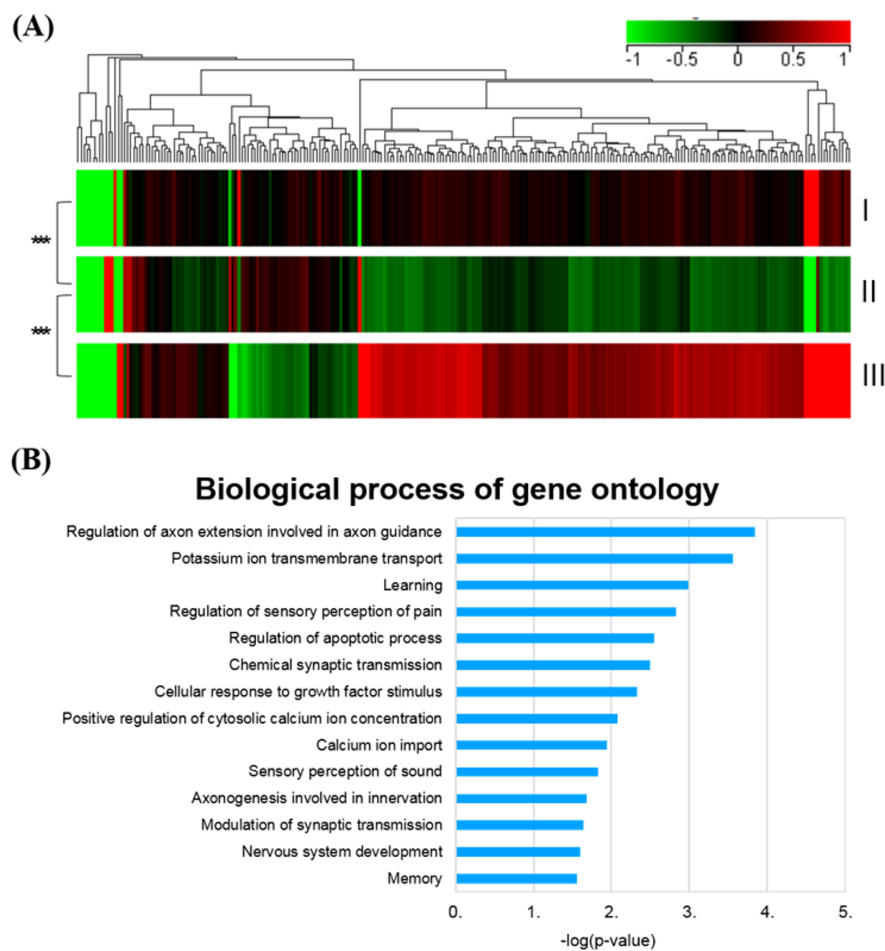 (A)
-1 -0.5 0 0.5 1
I
***
II
***
III
(B)
Biological process of gene ontology
Regulation of axon extension involved in axon guidance
Potassium ion transmembrane transport
Learning
Regulation of sensory perception of pain
Regulation of apoptotic process
Chemical synaptic transmission
Cellular response to growth factor stimulus
Positive regulation of cytosolic calcium ion concentration
Calcium ion import
Sensory perception of sound
Axonogenesis involved in innervation
Modulation of synaptic transmission
Nervous system development
Memory
0. 1. 2. 3. 4. 5.
-log(p-value)